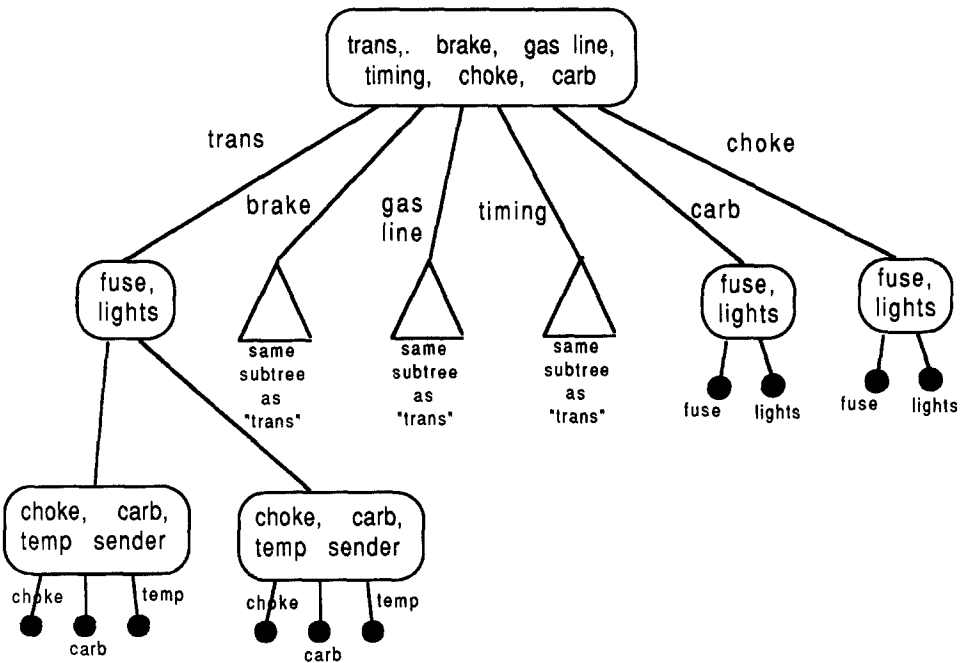 trans,. brake, gas line,
timing, choke, carb
trans
choke
brake
gas
line
timing
carb
fuse,
lights
fuse,
lights
fuse,
lights
same
subtree
as
"trans"
same
subtree
as
"trans"
same
subtree
as
"trans"
fuse
lights
fuse
lights
choke, carb,
temp sender
choke, carb,
temp sender
choke
temp
carb
choke
temp
carb